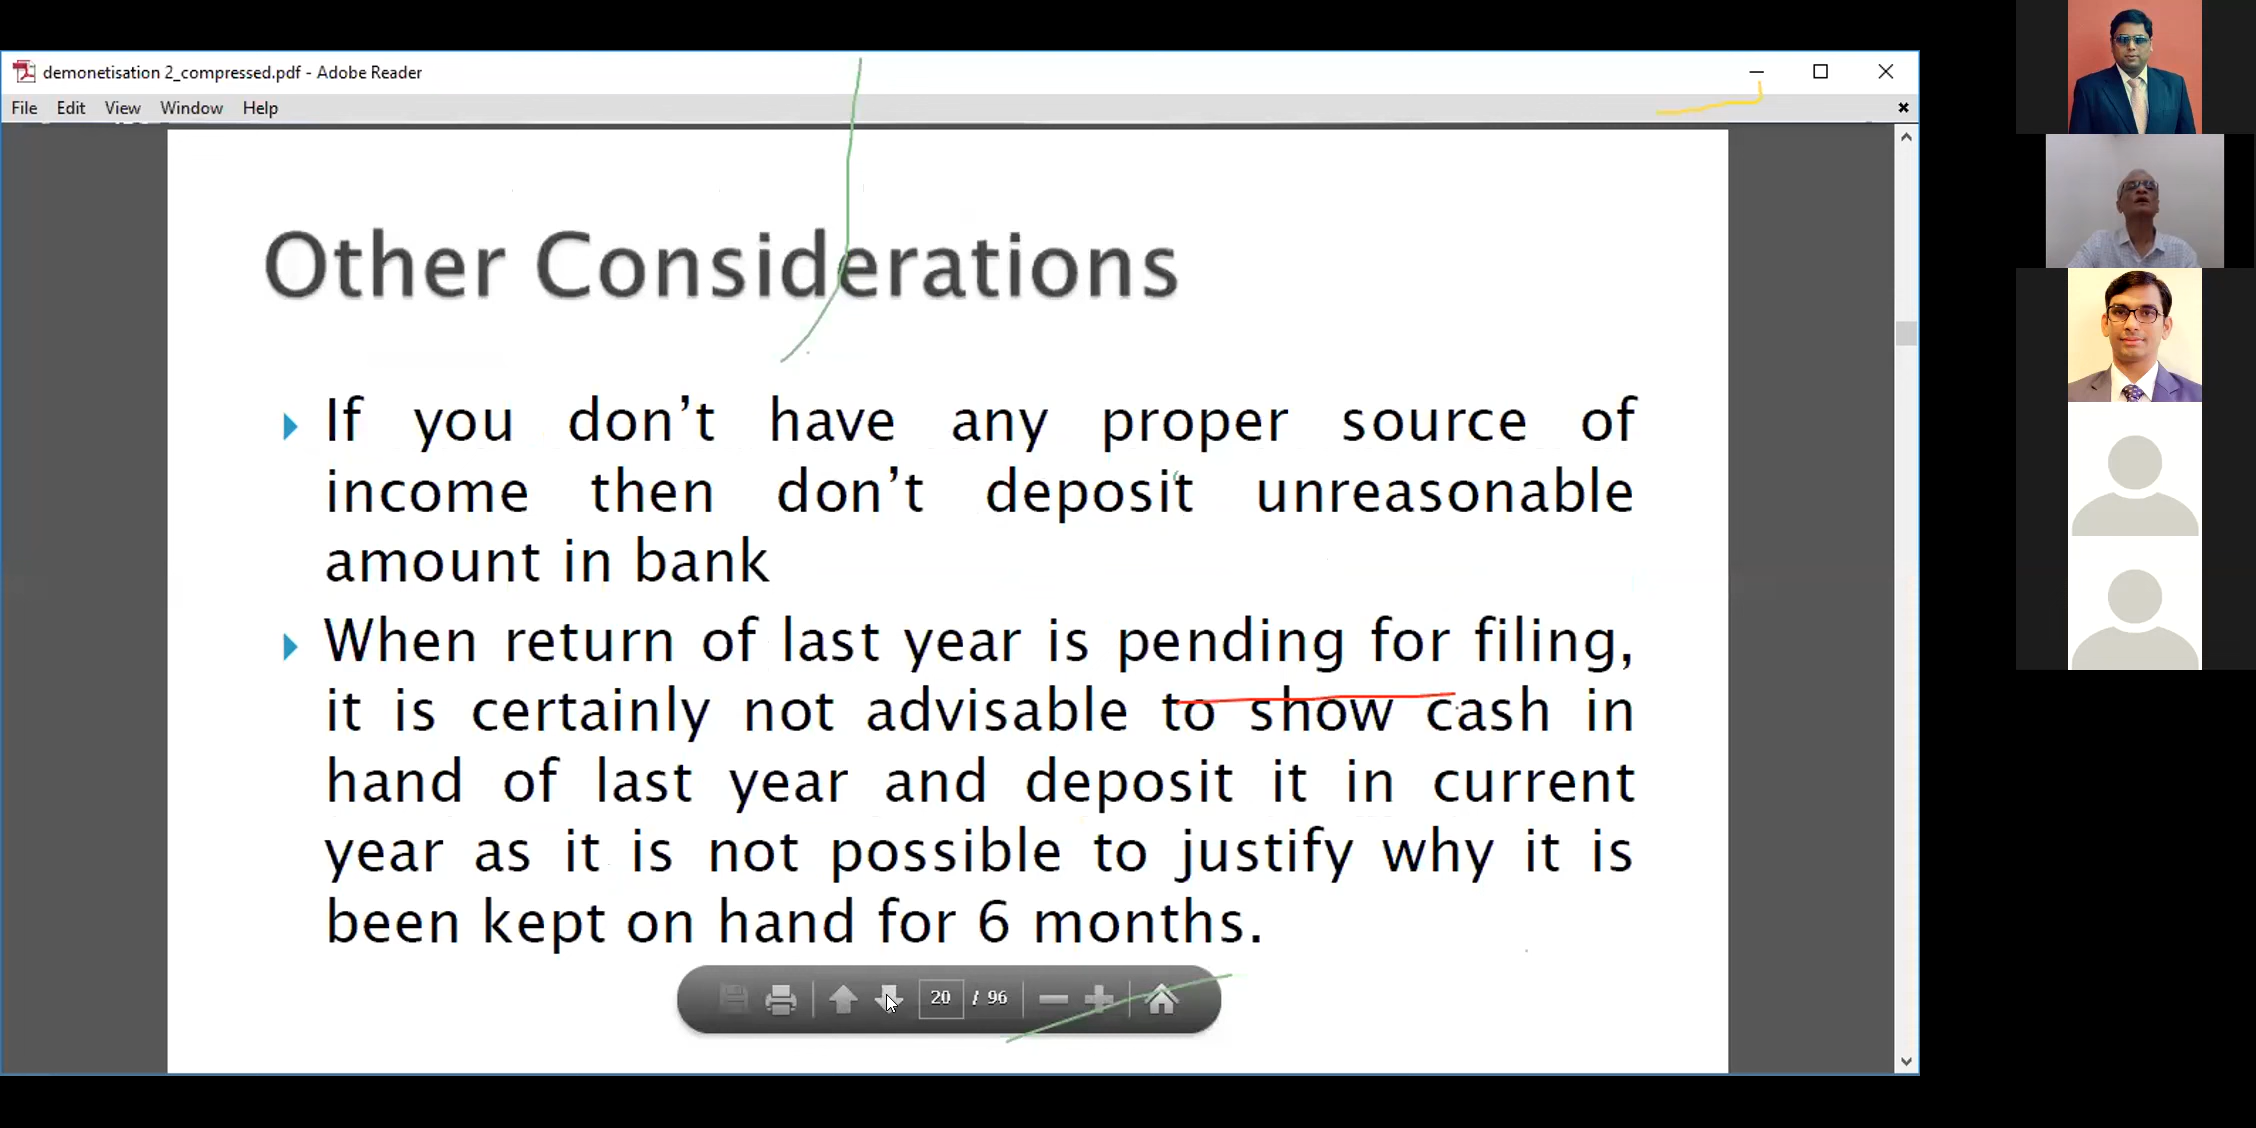 demonetisation 2_compressed.pdf - Adobe Reader
File Edit View Window Help
Other Considerations
If you don’t have any proper source of
income then don’t deposit unreasonable
amount in bank
When return of last year is pending for filing,
it is certainly not advisable to show cash in
hand of last year and deposit it in current
year as it is not possible to justify why it is
been kept on hand for 6 months.
20 / 96